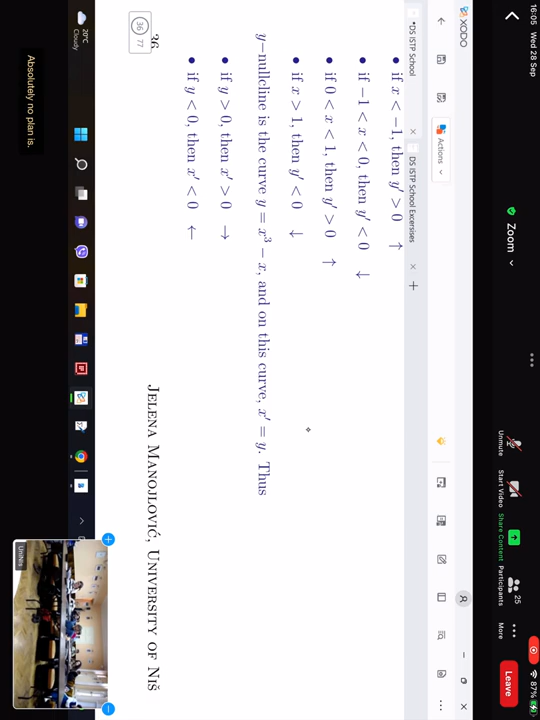 16:05 Wed 28 Sep
87%
Zoom
Unmute
Start Video
Share Content
25
Participants
More
Leave
XODO
*DS ISTP School
DS ISTP School Excersises
Actions
• if x < −1, then y′ > 0 ↑
• if −1 < x < 0, then y′ < 0 ↓
• if 0 < x < 1, then y′ > 0 ↑
• if x > 1, then y′ < 0 ↓
y−nullcline is the curve y = x³ − x, and on this curve, x′ = y. Thus
• if y > 0, then x′ > 0 →
• if y < 0, then x′ < 0 ←
36
77
JELENA MANOJLOVIĆ, UNIVERSITY OF NIŠ
20°C
Cloudy
UniNis
Absolutely no plan is.